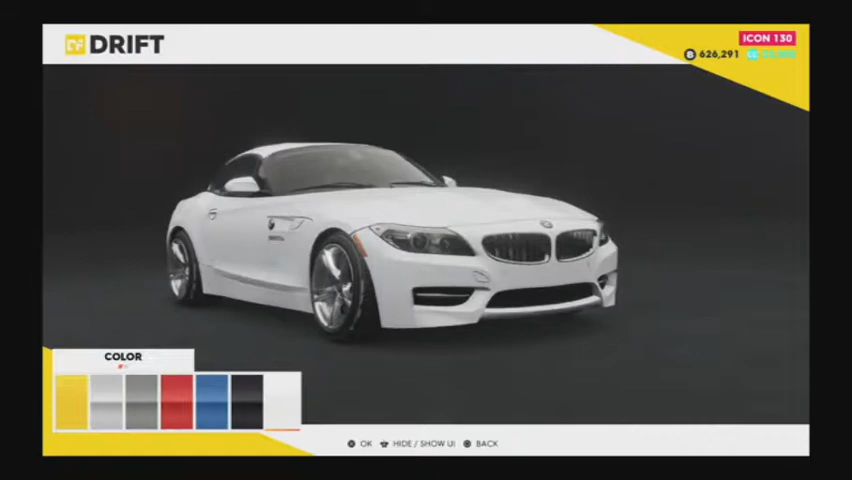 DRIFT
ICON 130
626,291
COLOR
OK
HIDE / SHOW UI
BACK